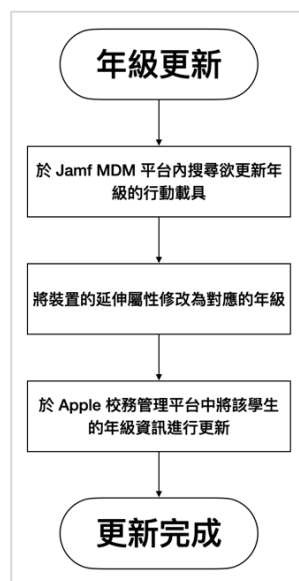 年級更新
於 Jamf MDM 平台內搜尋欲更新年
級的行動載具
將裝置的延伸屬性修改為對應的年級
於 Apple 校務管理平台中將該學生
的年級資訊進行更新
更新完成